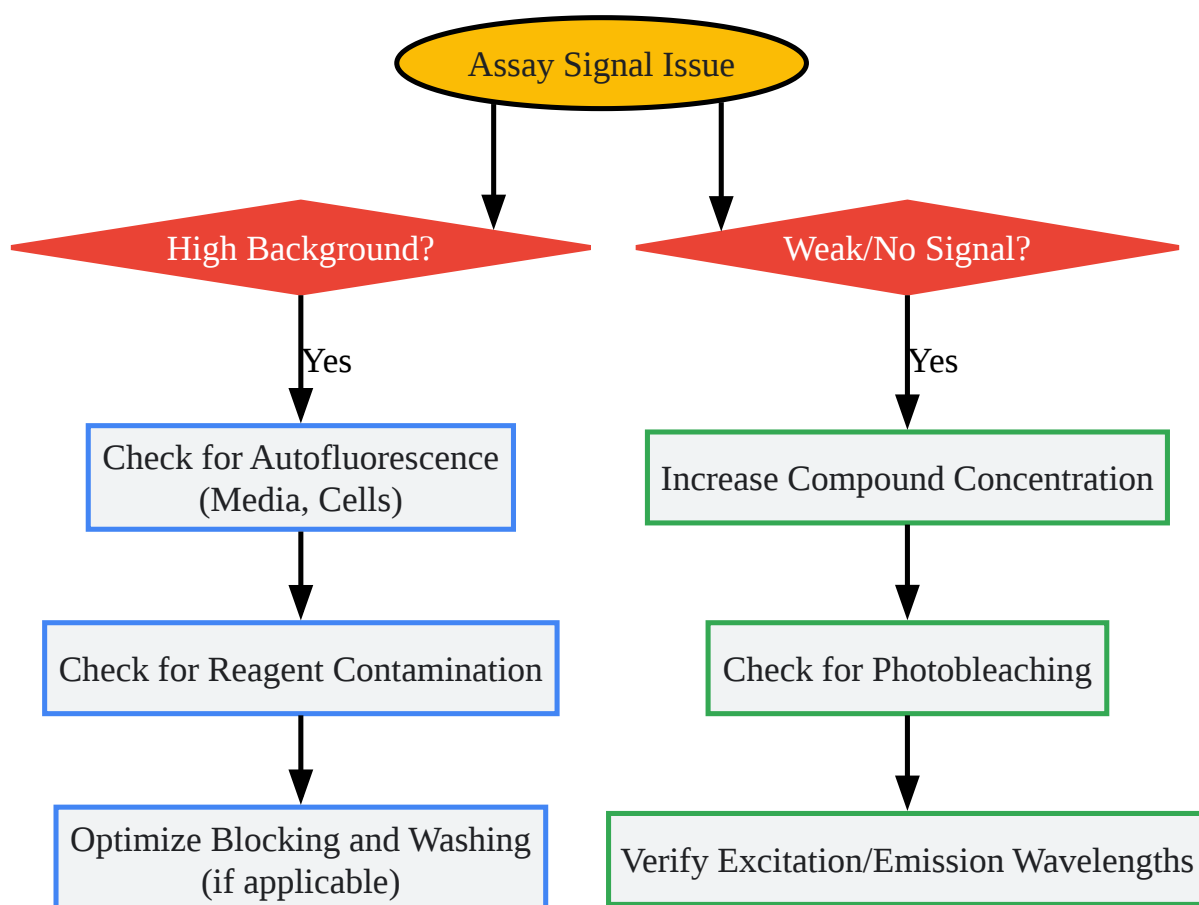 Assay Signal Issue
High Background?
Weak/No Signal?
Yes
Yes
Check for Autofluorescence
(Media, Cells)
Increase Compound Concentration
Check for Reagent Contamination
Check for Photobleaching
Optimize Blocking and Washing
(if applicable)
Verify Excitation/Emission Wavelengths